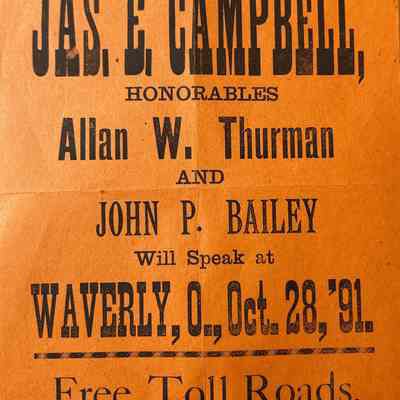 JAS. E. CAMPBELL,
HONORABLES
Allan W. Thurman
AND
JOHN P. BAILEY
Will Speak at
WAVERLY, O., Oct. 28, '91.
Free Toll Roads.